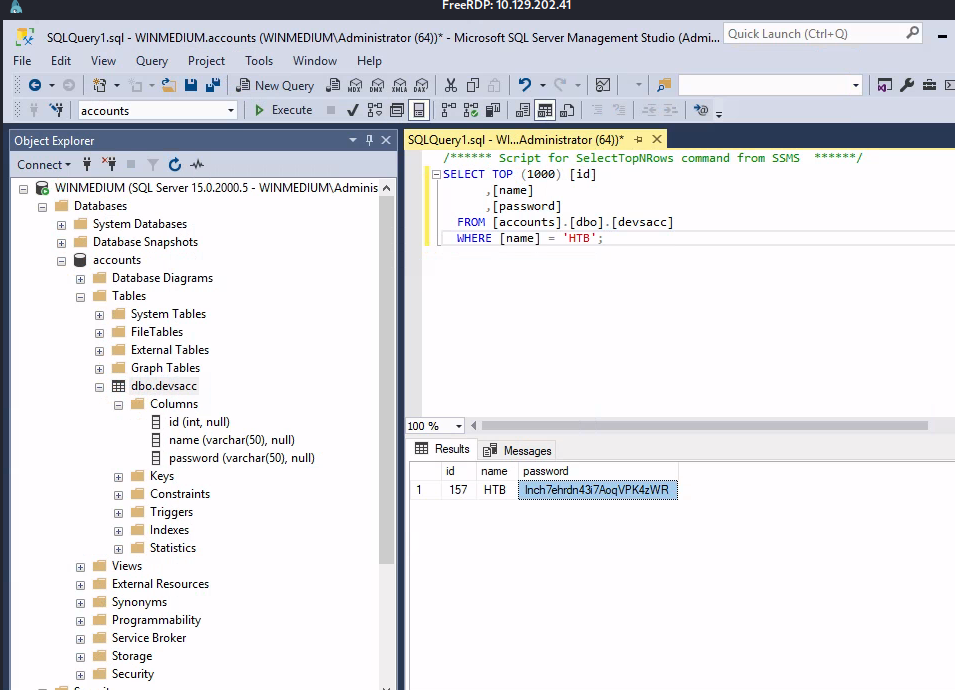 FreeRDP: 10.129.202.41
SQLQuery1.sql - WINMEDIUM.accounts (WINMEDIUM\Administrator (64))* - Microsoft SQL Server Management Studio (Admi...
Quick Launch (Ctrl+Q)
File Edit View Query Project Tools Window Help
New Query
MDX DMX XMLA DAX
accounts
Execute
Object Explorer
Connect
WINMEDIUM (SQL Server 15.0.2000.5 - WINMEDIUM\Adminis
Databases
System Databases
Database Snapshots
accounts
Database Diagrams
Tables
System Tables
FileTables
External Tables
Graph Tables
dbo.devsacc
Columns
id (int, null)
name (varchar(50), null)
password (varchar(50), null)
Keys
Constraints
Triggers
Indexes
Statistics
Views
External Resources
Synonyms
Programmability
Service Broker
Storage
Security
SQLQuery1.sql - WI...Administrator (64))*
/****** Script for SelectTopNRows command from SSMS ******/
SELECT TOP (1000) [id]
,[name]
,[password]
FROM [accounts].[dbo].[devsacc]
WHERE [name] = 'HTB';
100 %
Results Messages
id name password
1 157 HTB lnch7ehrdn43i7AoqVPK4zWR